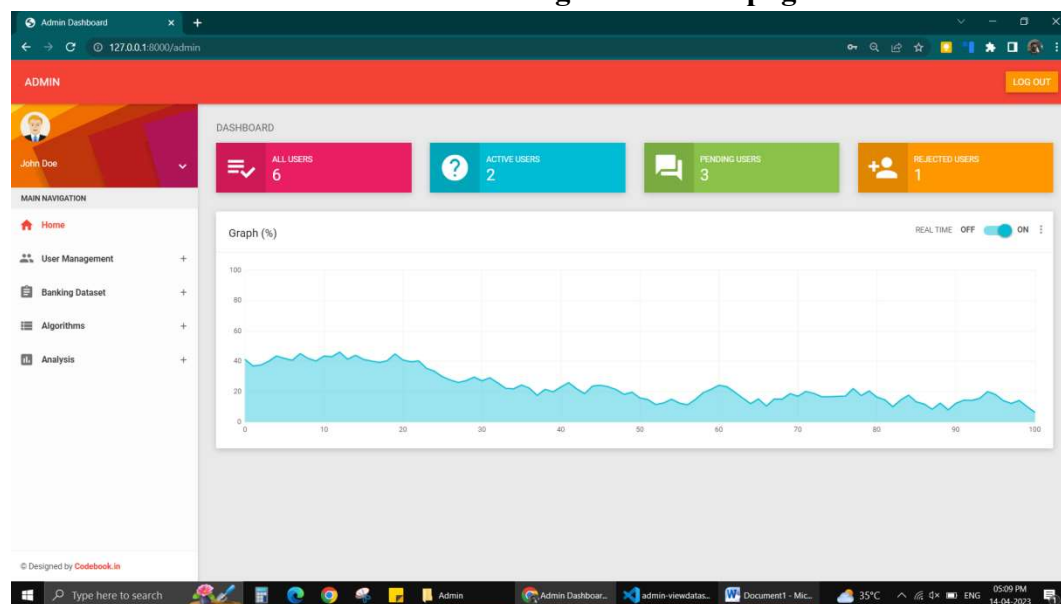 Admin Dashboard
127.0.0.1:8000/admin
ADMIN
LOG OUT
John Doe
MAIN NAVIGATION
Home
User Management +
Banking Dataset +
Algorithms +
Analysis +
© Designed by Codebook.in
DASHBOARD
ALL USERS
6
ACTIVE USERS
2
PENDING USERS
3
REJECTED USERS
1
Graph (%)
REAL TIME OFF ON
100
80
60
40
20
0
0 10 20 30 40 50 60 70 80 90 100
Type here to search
Admin
Admin Dashboar...
admin-viewdatas...
Document1 - Mic...
35°C
ENG
05:09 PM
14-04-2023